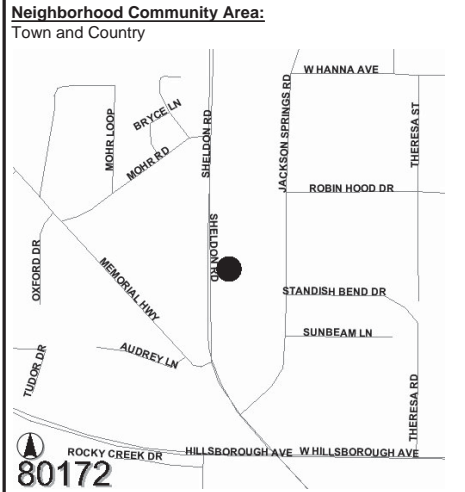 Neighborhood Community Area:
Town and Country
W HANNA AVE
BRYCE LN
MOHR LOOP
SHELDON RD
JACKSON SPRINGS RD
THERESA ST
MOHR RD
ROBIN HOOD DR
SHELDON RD
OXFORD DR
MEMORIAL HWY
STANDISH BEND DR
SUNBEAM LN
AUDREY LN
TUDOR DR
THERESA RD
ROCKY CREEK DR
HILLSBOROUGH AVE
W HILLSBOROUGH AVE
80172